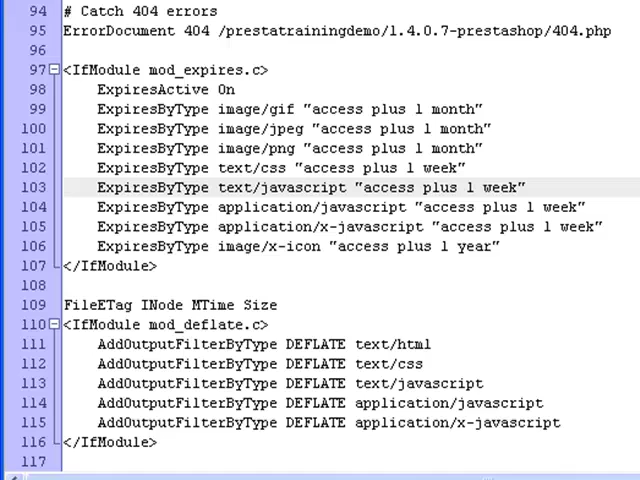 94 # Catch 404 errors
95 ErrorDocument 404 /prestatrainingdemo/1.4.0.7-prestashop/404.php
96
97 <IfModule mod_expires.c>
98 ExpiresActive On
99 ExpiresByType image/gif "access plus 1 month"
100 ExpiresByType image/jpeg "access plus 1 month"
101 ExpiresByType image/png "access plus 1 month"
102 ExpiresByType text/css "access plus 1 week"
103 ExpiresByType text/javascript "access plus 1 week"
104 ExpiresByType application/javascript "access plus 1 week"
105 ExpiresByType application/x-javascript "access plus 1 week"
106 ExpiresByType image/x-icon "access plus 1 year"
107 </IfModule>
108
109 FileETag INode MTime Size
110 <IfModule mod_deflate.c>
111 AddOutputFilterByType DEFLATE text/html
112 AddOutputFilterByType DEFLATE text/css
113 AddOutputFilterByType DEFLATE text/javascript
114 AddOutputFilterByType DEFLATE application/javascript
115 AddOutputFilterByType DEFLATE application/x-javascript
116 </IfModule>
117